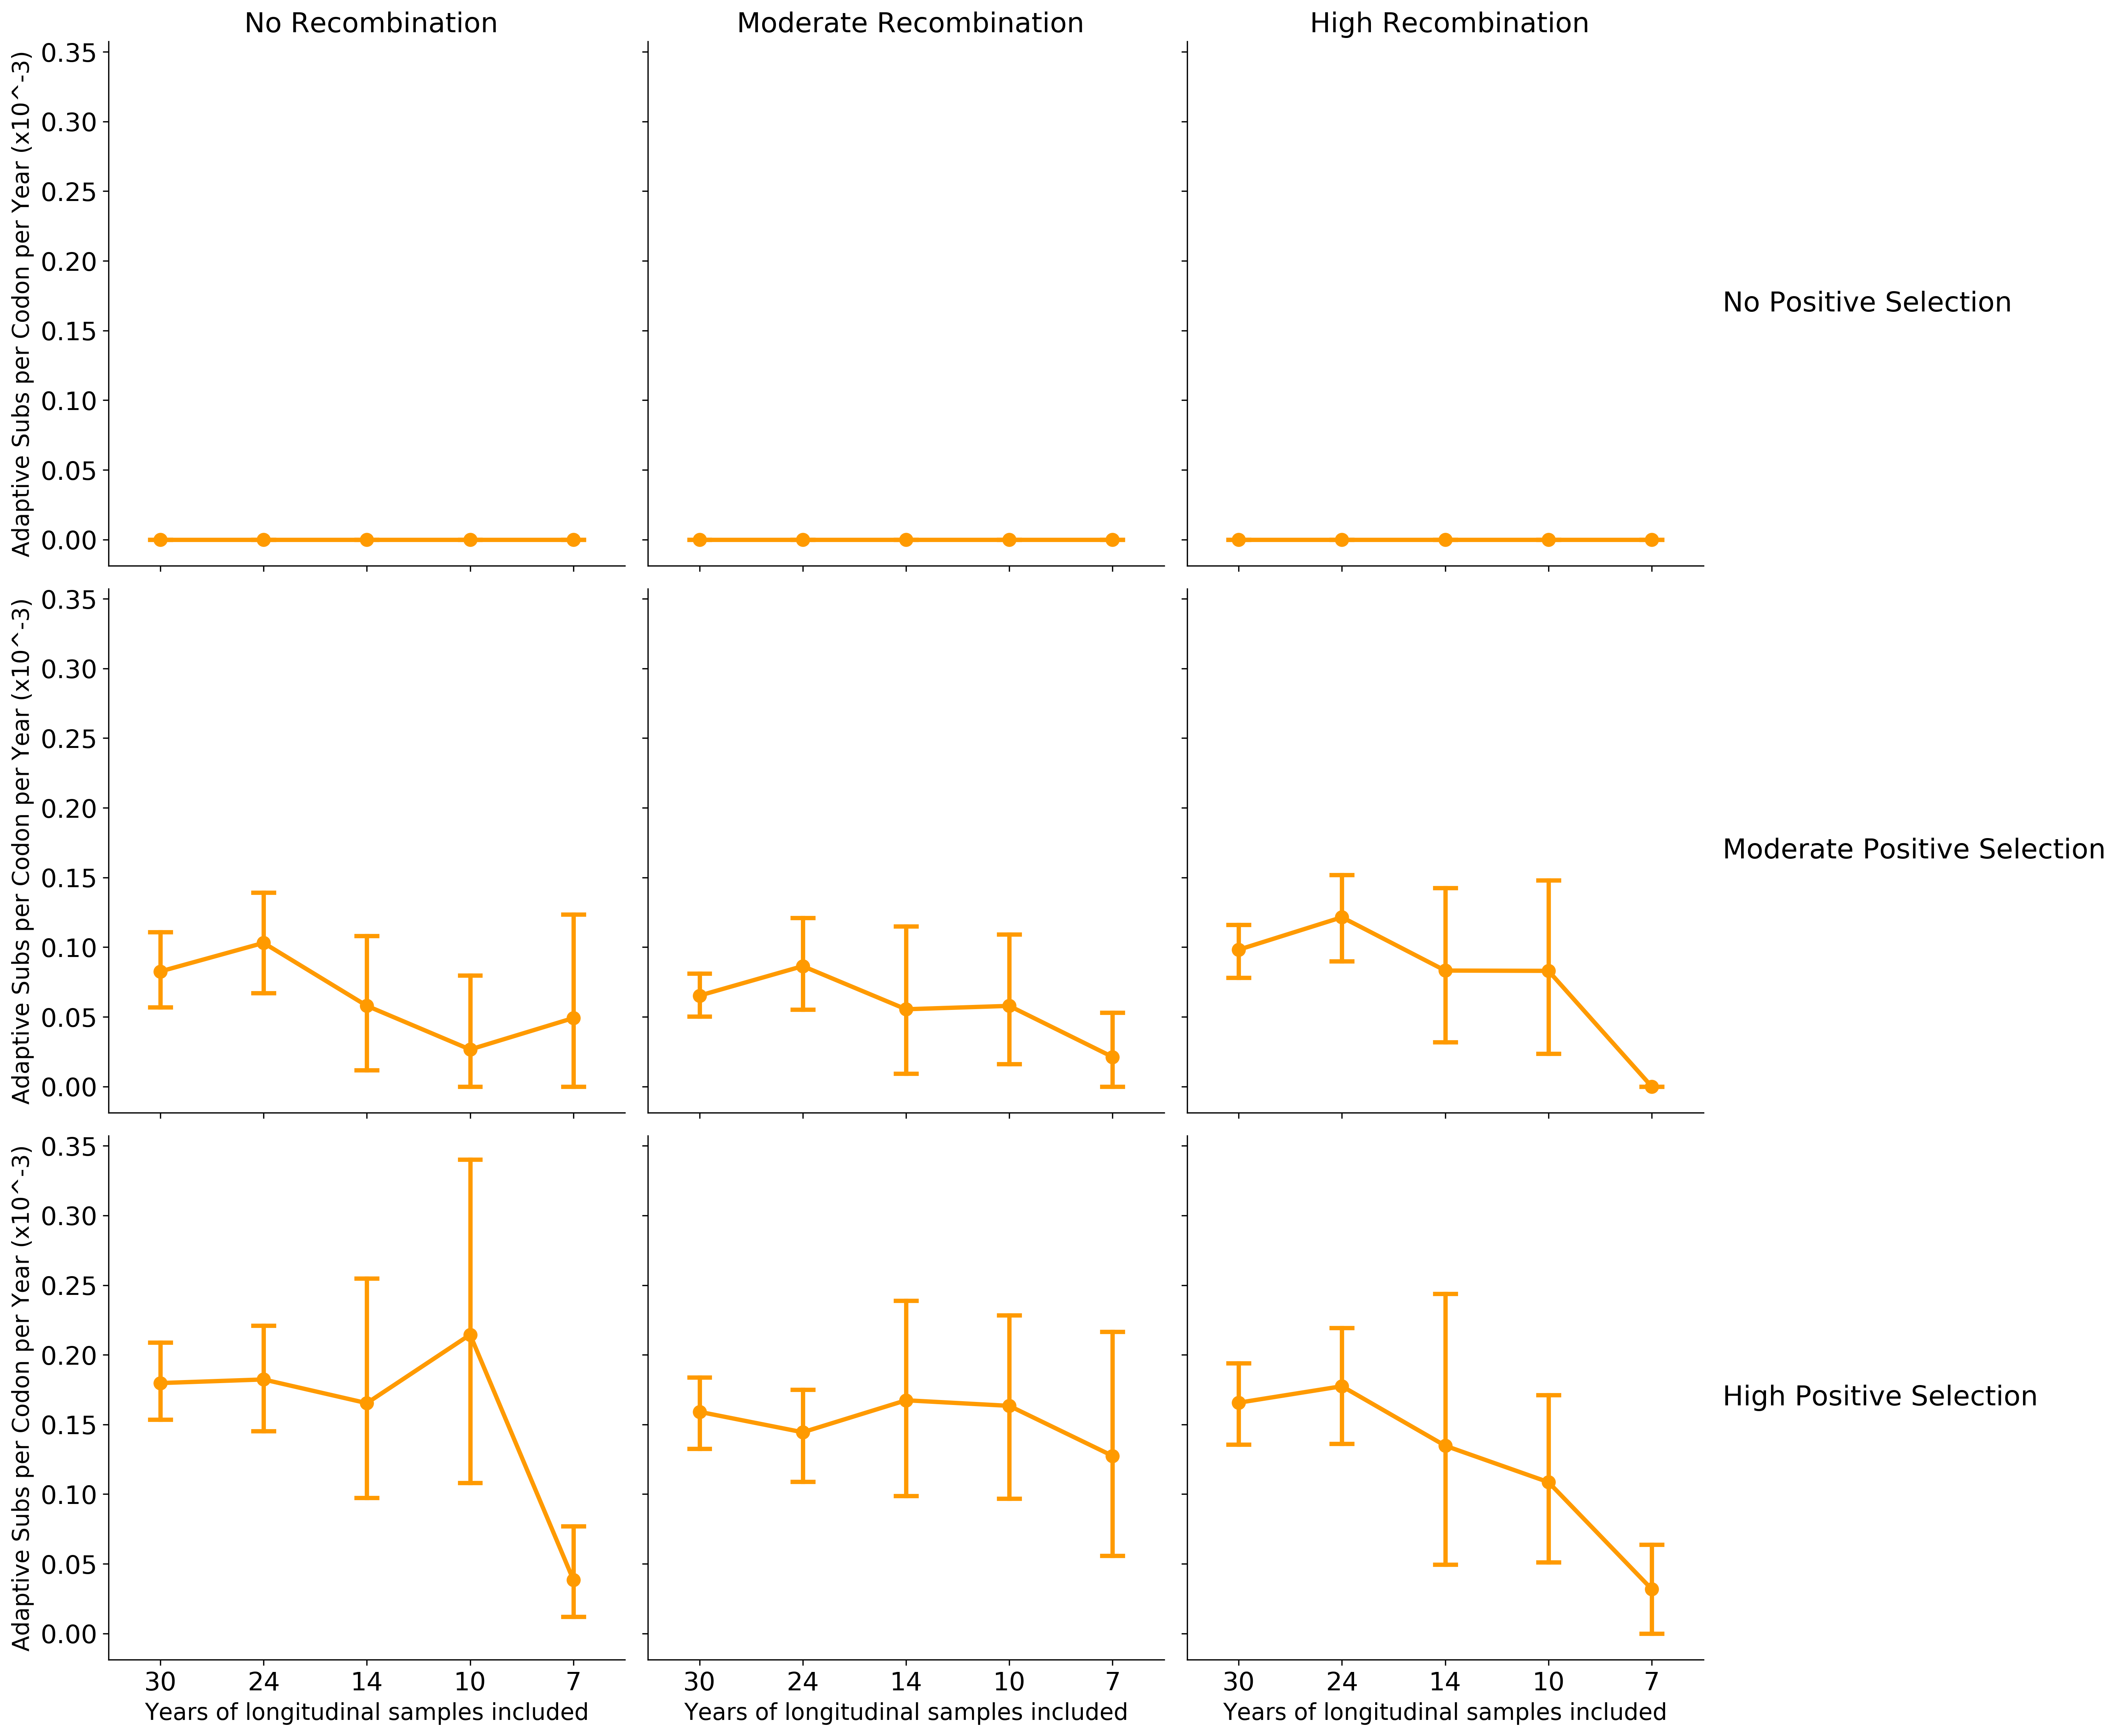 No Recombination
Moderate Recombination
High Recombination
Adaptive Subs per Codon per Year (x10^-3)
0.35
0.30
0.25
0.20
0.15
0.10
0.05
0.00
No Positive Selection
Adaptive Subs per Codon per Year (x10^-3)
0.35
0.30
0.25
0.20
0.15
0.10
0.05
0.00
Moderate Positive Selection
Adaptive Subs per Codon per Year (x10^-3)
0.35
0.30
0.25
0.20
0.15
0.10
0.05
0.00
High Positive Selection
30 24 14 10 7
Years of longitudinal samples included
30 24 14 10 7
Years of longitudinal samples included
30 24 14 10 7
Years of longitudinal samples included